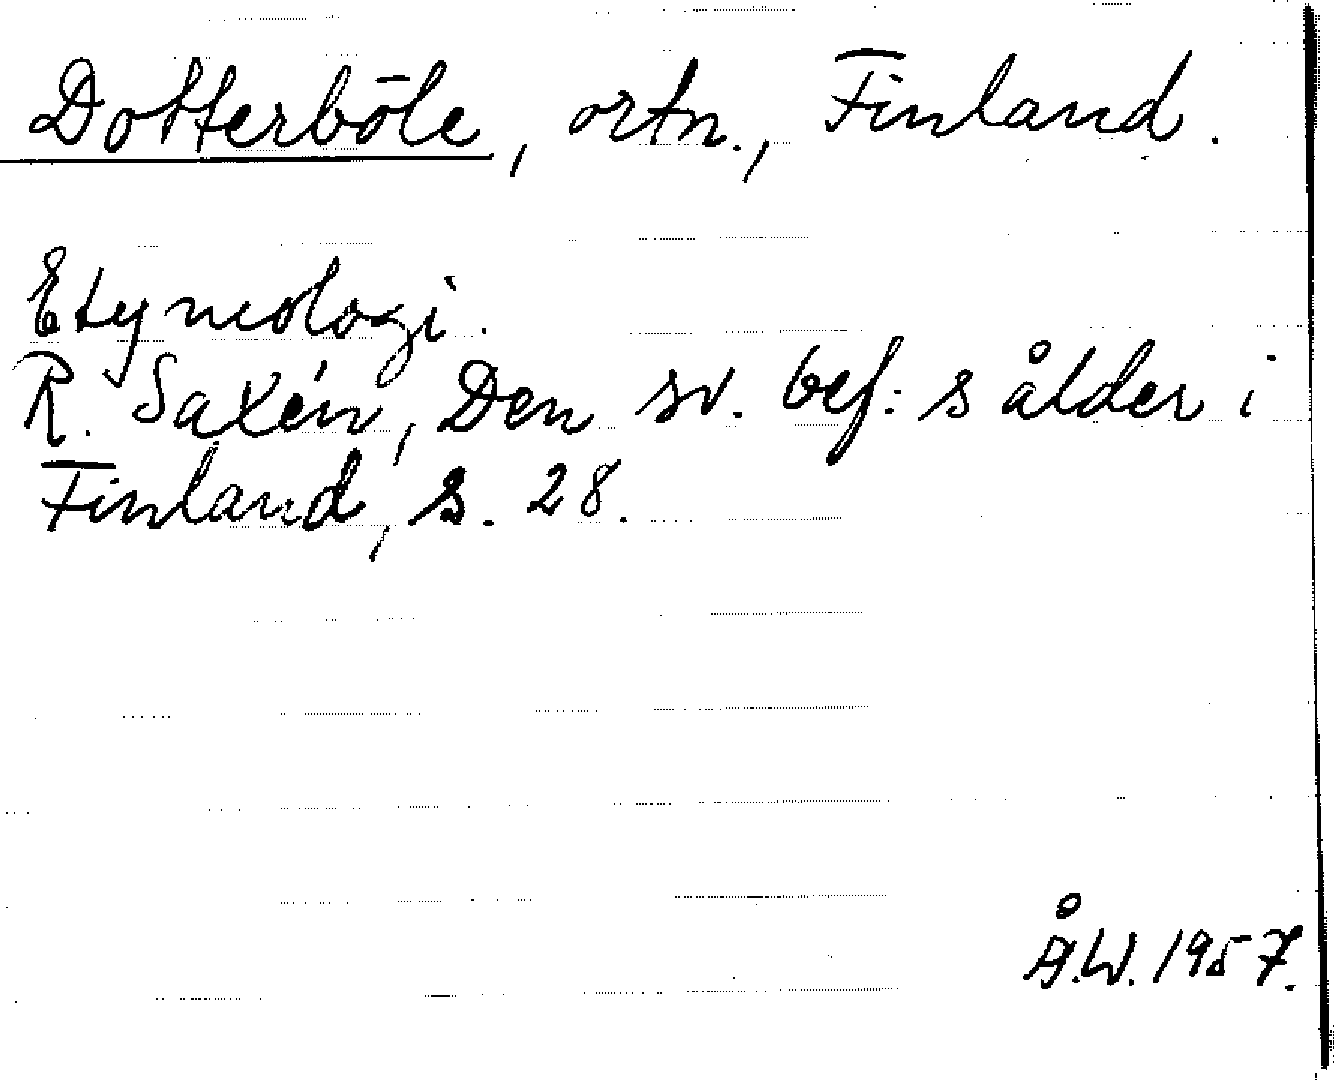 Dotterböle, ortn., Finland.
Etymologi.
R. Saxén, Den sv. bef:s ålder i
Finland, s. 28.
Å.W. 1957.